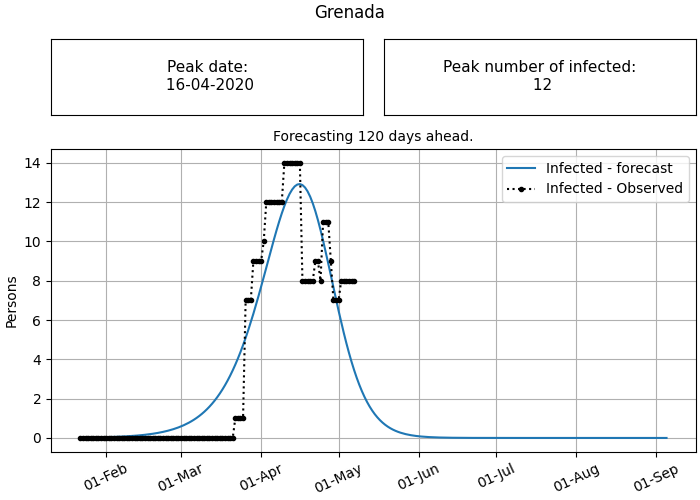 Grenada
Peak date:
16-04-2020
Peak number of infected:
12
Forecasting 120 days ahead.
Infected - forecast
Infected - Observed
Persons
14
12
10
8
6
4
2
0
01-Feb
01-Mar
01-Apr
01-May
01-Jun
01-Jul
01-Aug
01-Sep